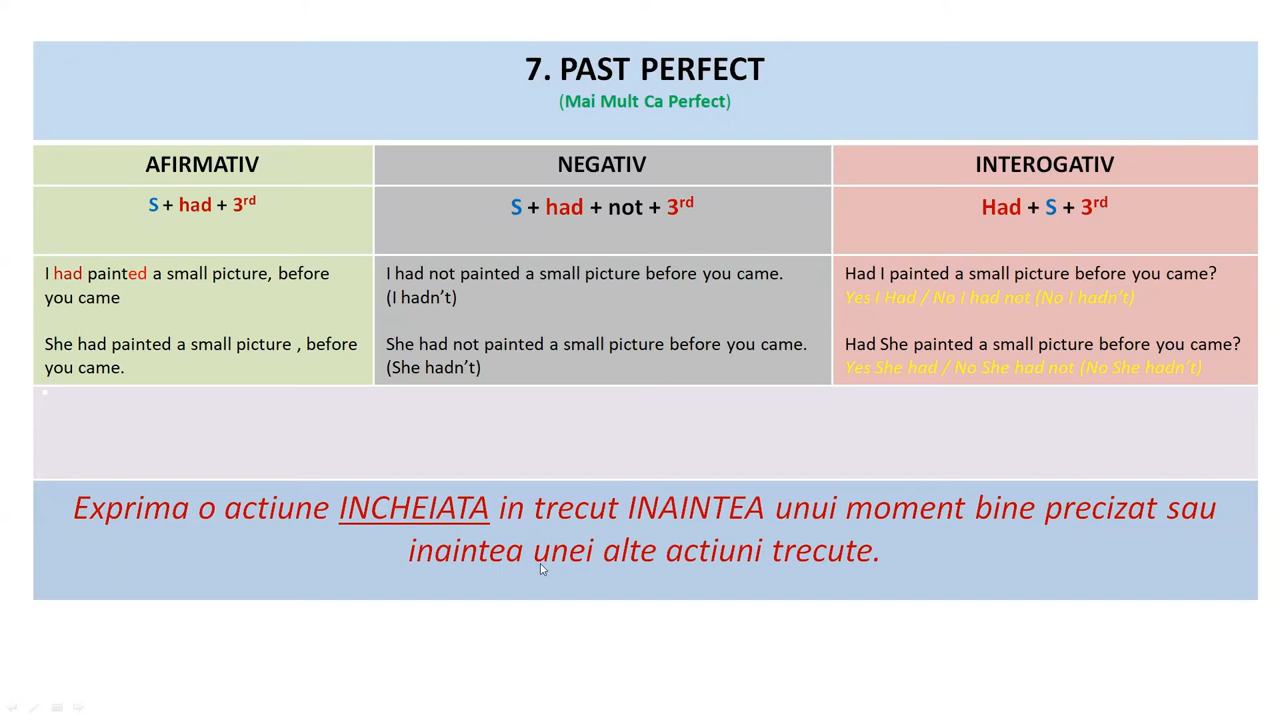 7. PAST PERFECT
(Mai Mult Ca Perfect)
AFIRMATIV
NEGATIV
INTEROGATIV
S + had + 3rd
S + had + not + 3rd
Had + S + 3rd
I had painted a small picture, before
you came
She had painted a small picture , before
you came.
I had not painted a small picture before you came.
(I hadn't)
She had not painted a small picture before you came.
(She hadn't)
Had I painted a small picture before you came?
Yes I Had / No I had not (No I hadn't)
Had She painted a small picture before you came?
Yes She had / No She had not (No She hadn't)
Exprima o actiune INCHEIATA in trecut INAINTEA unui moment bine precizat sau
inaintea unei alte actiuni trecute.